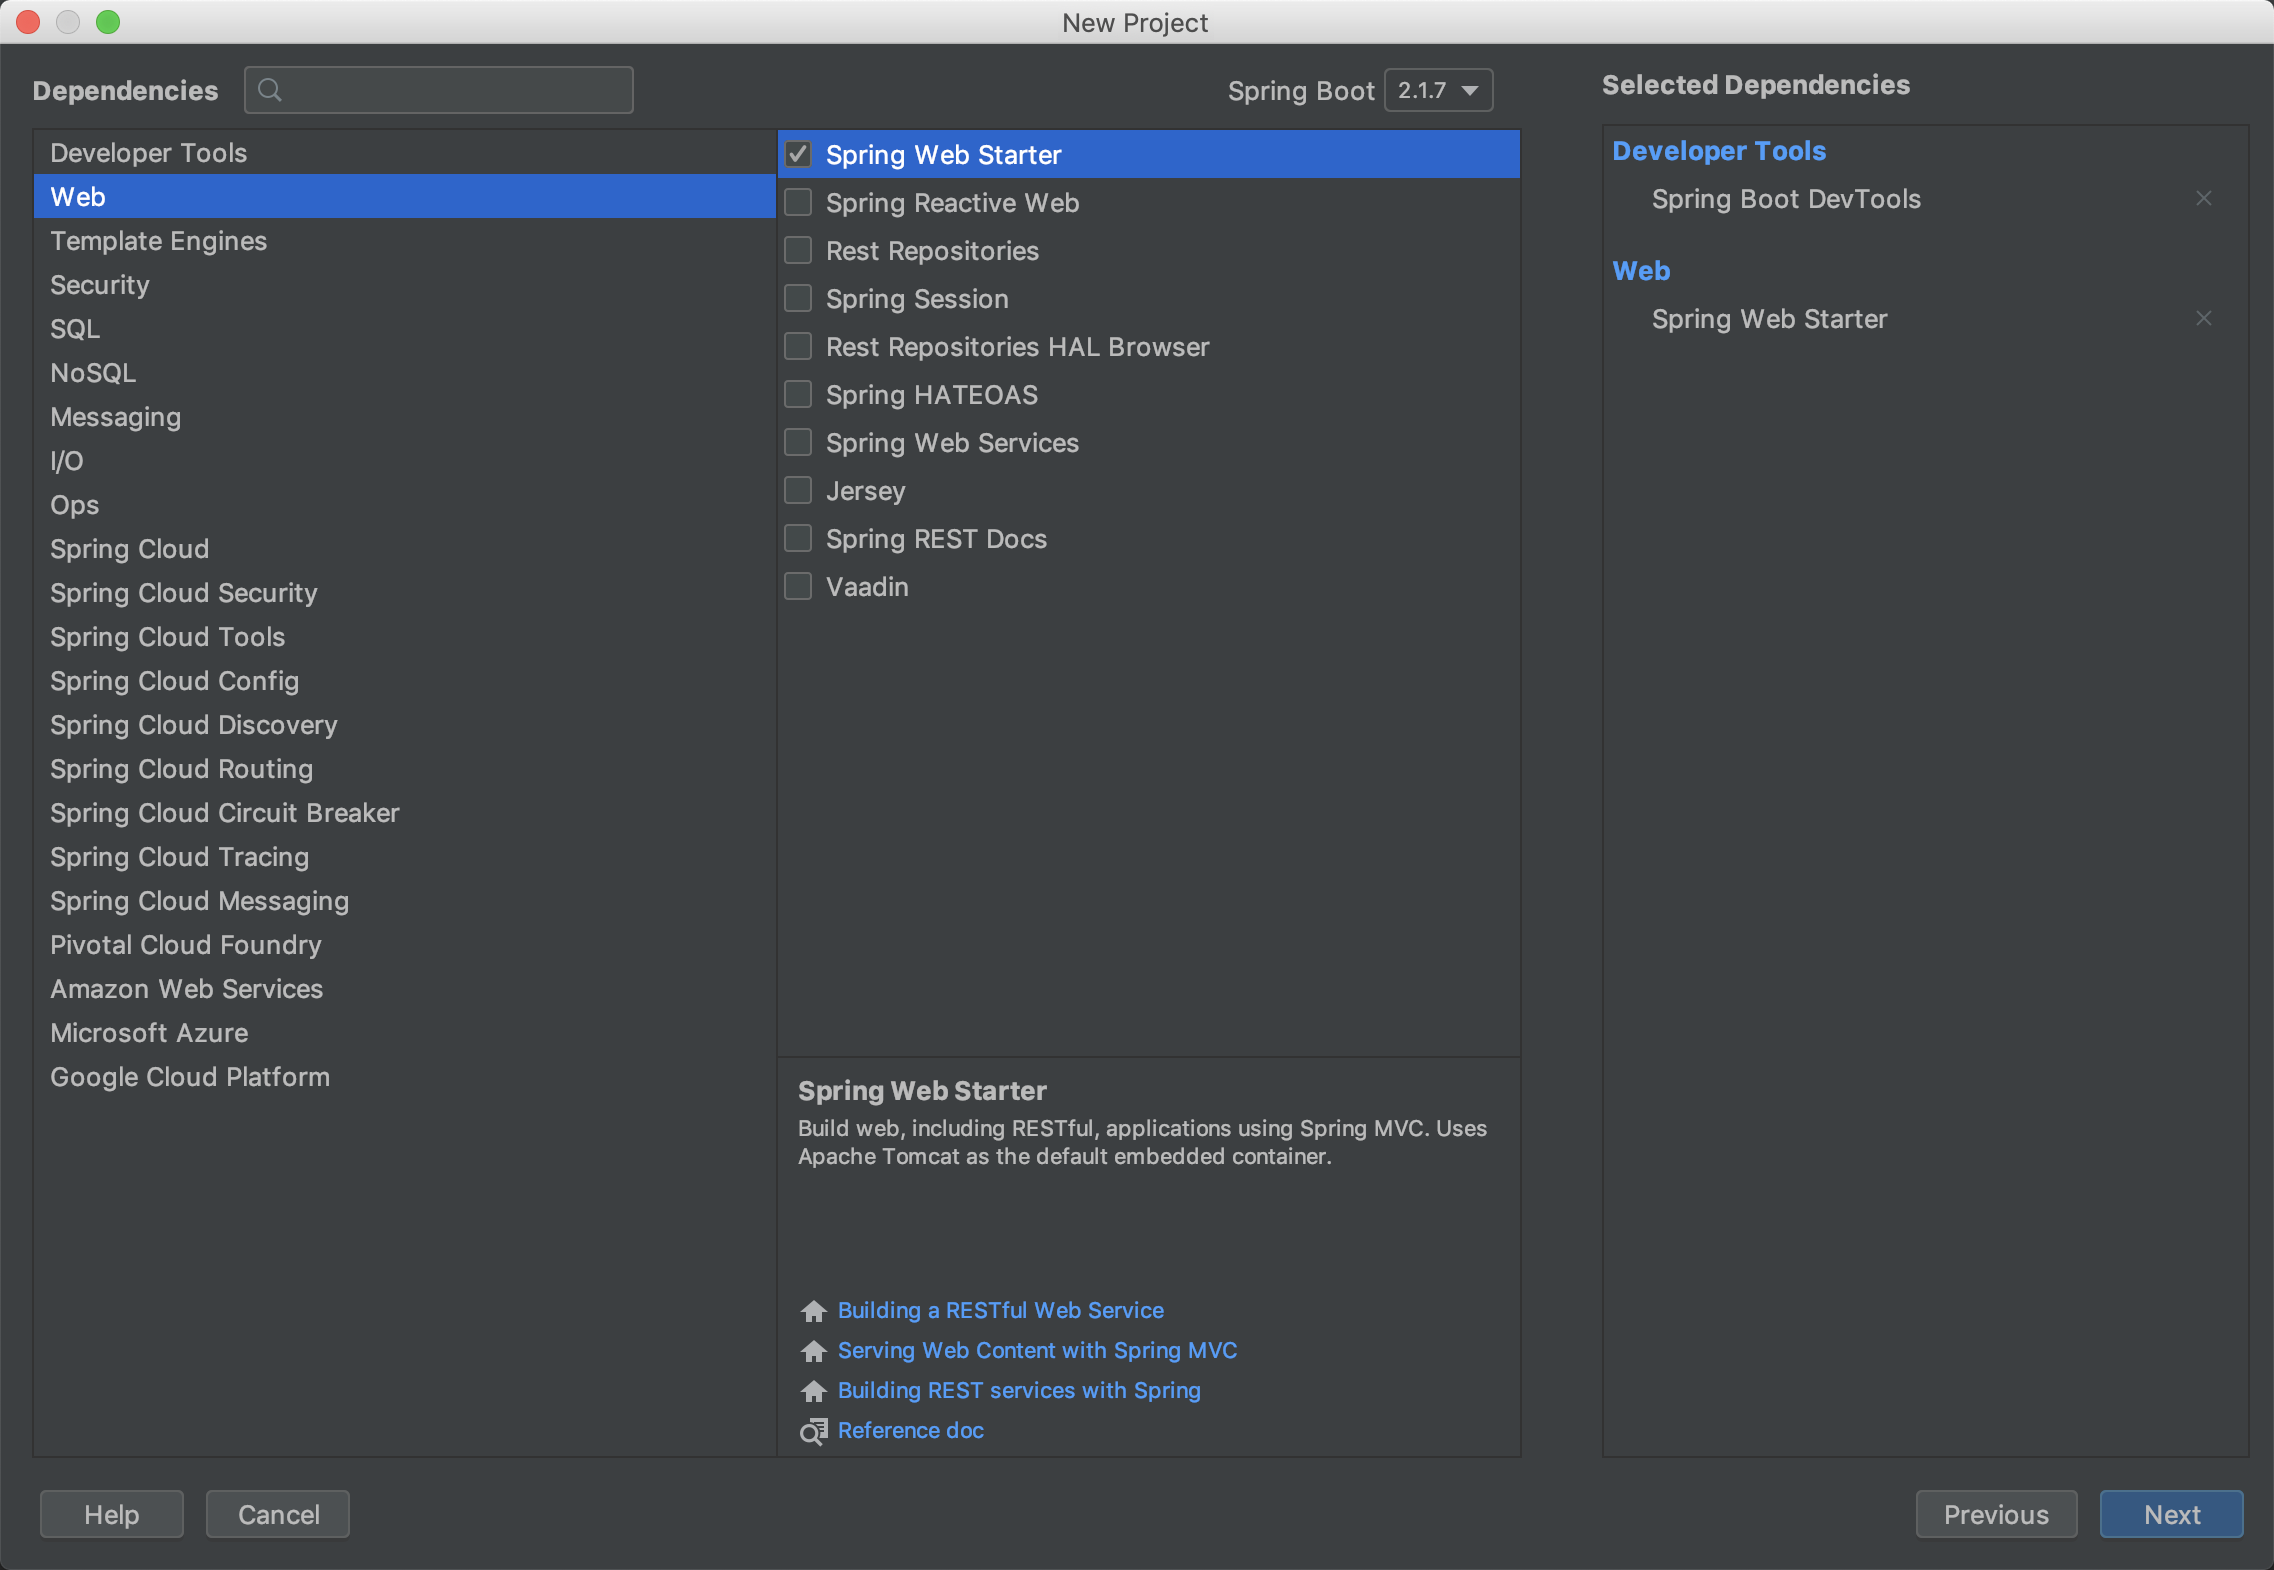 New Project
Dependencies
Spring Boot 2.1.7
Selected Dependencies
Developer Tools
Web
Template Engines
Security
SQL
NoSQL
Messaging
I/O
Ops
Spring Cloud
Spring Cloud Security
Spring Cloud Tools
Spring Cloud Config
Spring Cloud Discovery
Spring Cloud Routing
Spring Cloud Circuit Breaker
Spring Cloud Tracing
Spring Cloud Messaging
Pivotal Cloud Foundry
Amazon Web Services
Microsoft Azure
Google Cloud Platform
Spring Web Starter
Spring Reactive Web
Rest Repositories
Spring Session
Rest Repositories HAL Browser
Spring HATEOAS
Spring Web Services
Jersey
Spring REST Docs
Vaadin
Spring Web Starter
Build web, including RESTful, applications using Spring MVC. Uses
Apache Tomcat as the default embedded container.
Building a RESTful Web Service
Serving Web Content with Spring MVC
Building REST services with Spring
Reference doc
Developer Tools
Spring Boot DevTools
Web
Spring Web Starter
Help
Cancel
Previous
Next